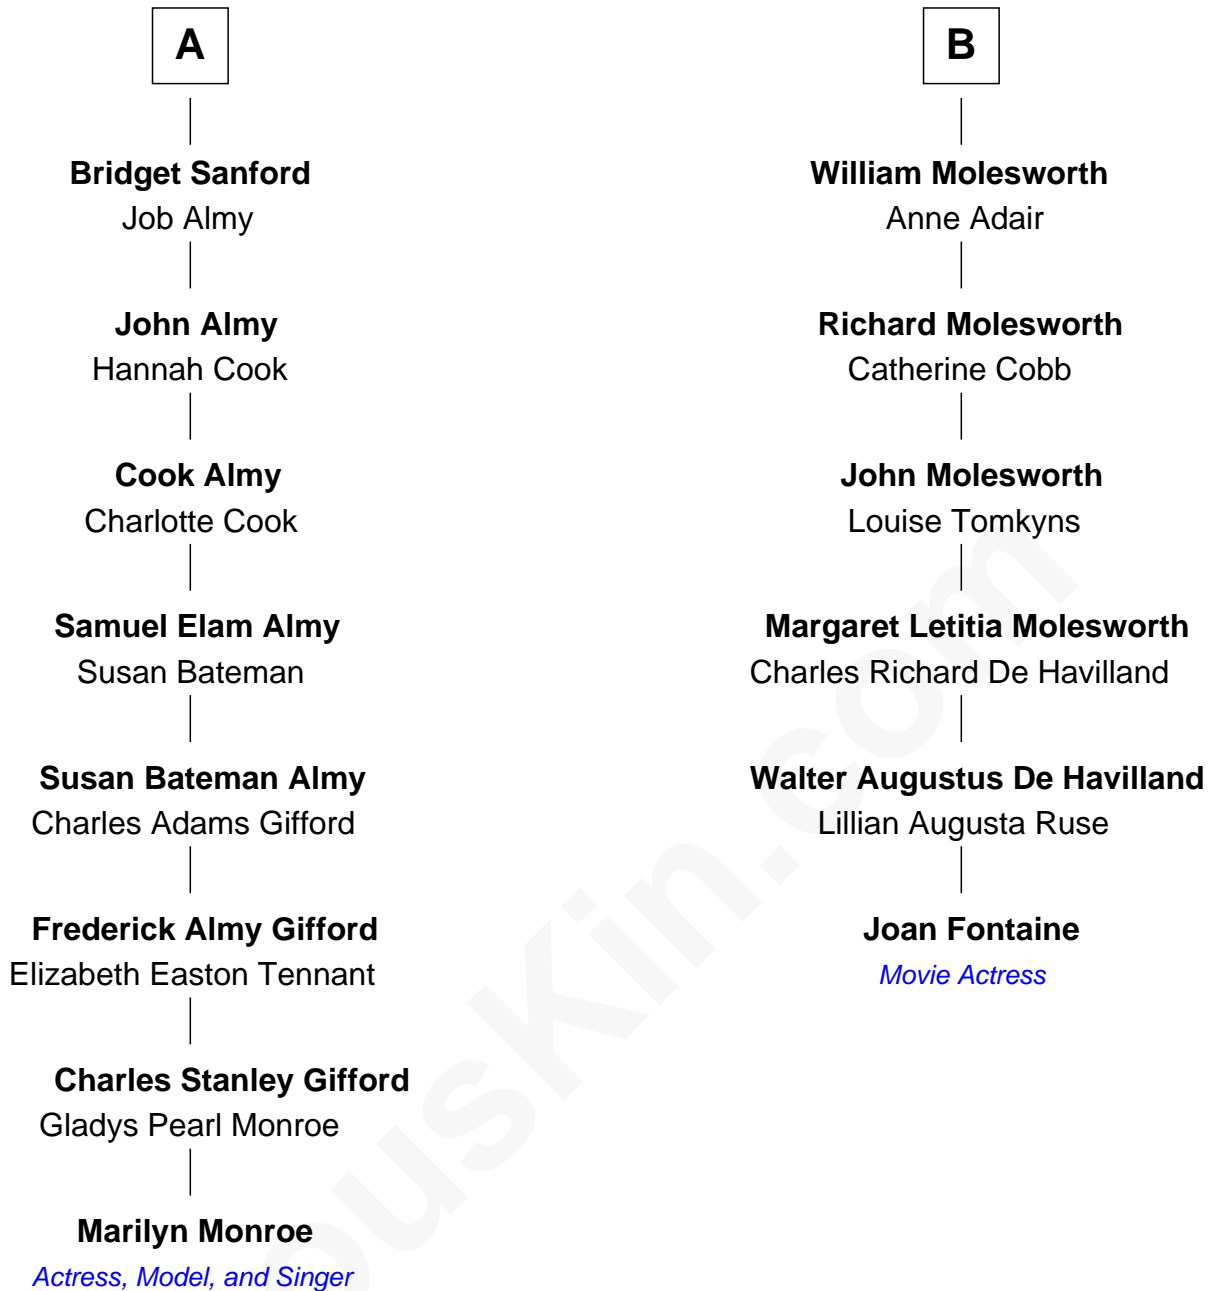 A
Bridget Sanford
Job Almy
John Almy
Hannah Cook
Cook Almy
Charlotte Cook
Samuel Elam Almy
Susan Bateman
Susan Bateman Almy
Charles Adams Gifford
Frederick Almy Gifford
Elizabeth Easton Tennant
Charles Stanley Gifford
Gladys Pearl Monroe
Marilyn Monroe
Actress, Model, and Singer
B
William Molesworth
Anne Adair
Richard Molesworth
Catherine Cobb
John Molesworth
Louise Tomkyns
Margaret Letitia Molesworth
Charles Richard De Havilland
Walter Augustus De Havilland
Lillian Augusta Ruse
Joan Fontaine
Movie Actress
ousKin.com